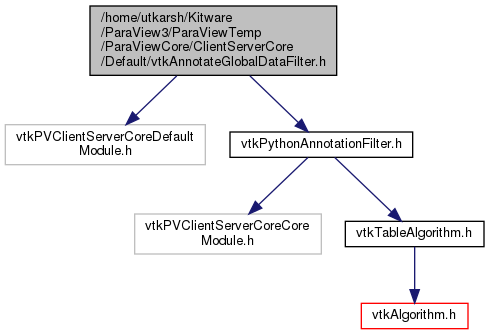 /home/utkarsh/Kitware
/ParaView3/ParaViewTemp
/ParaViewCore/ClientServerCore
/Default/vtkAnnotateGlobalDataFilter.h
vtkPVClientServerCoreDefault
Module.h
vtkPythonAnnotationFilter.h
vtkPVClientServerCoreCore
Module.h
vtkTableAlgorithm.h
vtkAlgorithm.h